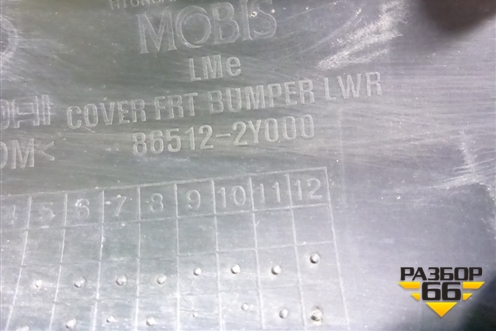 MOBIS
LMe
COVER FRT BUMPER LWR
86512-2Y000
5 6 7 8 9 10 11 12
РАЗБОР
66